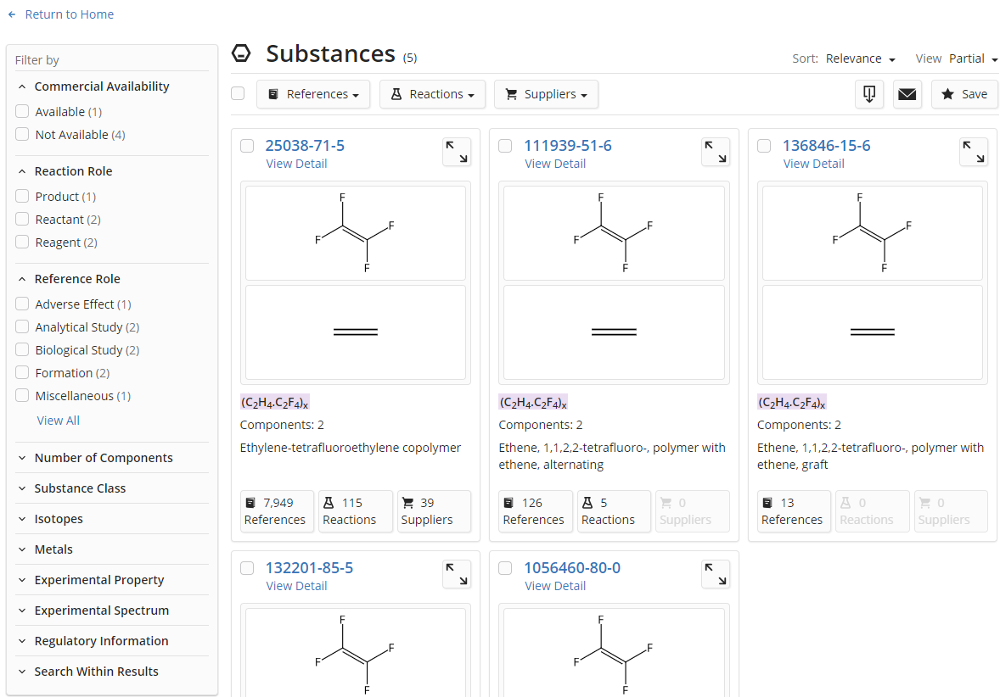 ← Return to Home
Filter by
Commercial Availability
Available (1)
Not Available (4)
Reaction Role
Product (1)
Reactant (2)
Reagent (2)
Reference Role
Adverse Effect (1)
Analytical Study (2)
Biological Study (2)
Formation (2)
Miscellaneous (1)
View All
Number of Components
Substance Class
Isotopes
Metals
Experimental Property
Experimental Spectrum
Regulatory Information
Search Within Results
Substances (5)
Sort: Relevance View Partial
References Reactions Suppliers Save
25038-71-5
View Detail
F
F
F
F
(C2H4.C2F4)x
Components: 2
Ethylene-tetrafluoroethylene copolymer
7,949 References
115 Reactions
39 Suppliers
111939-51-6
View Detail
F
F
F
F
(C2H4.C2F4)x
Components: 2
Ethene, 1,1,2,2-tetrafluoro-, polymer with
ethene, alternating
126 References
5 Reactions
0 Suppliers
136846-15-6
View Detail
F
F
F
F
(C2H4.C2F4)x
Components: 2
Ethene, 1,1,2,2-tetrafluoro-, polymer with
ethene, graft
13 References
0 Reactions
0 Suppliers
132201-85-5
View Detail
F
F
F
F
1056460-80-0
View Detail
F
F
F
F